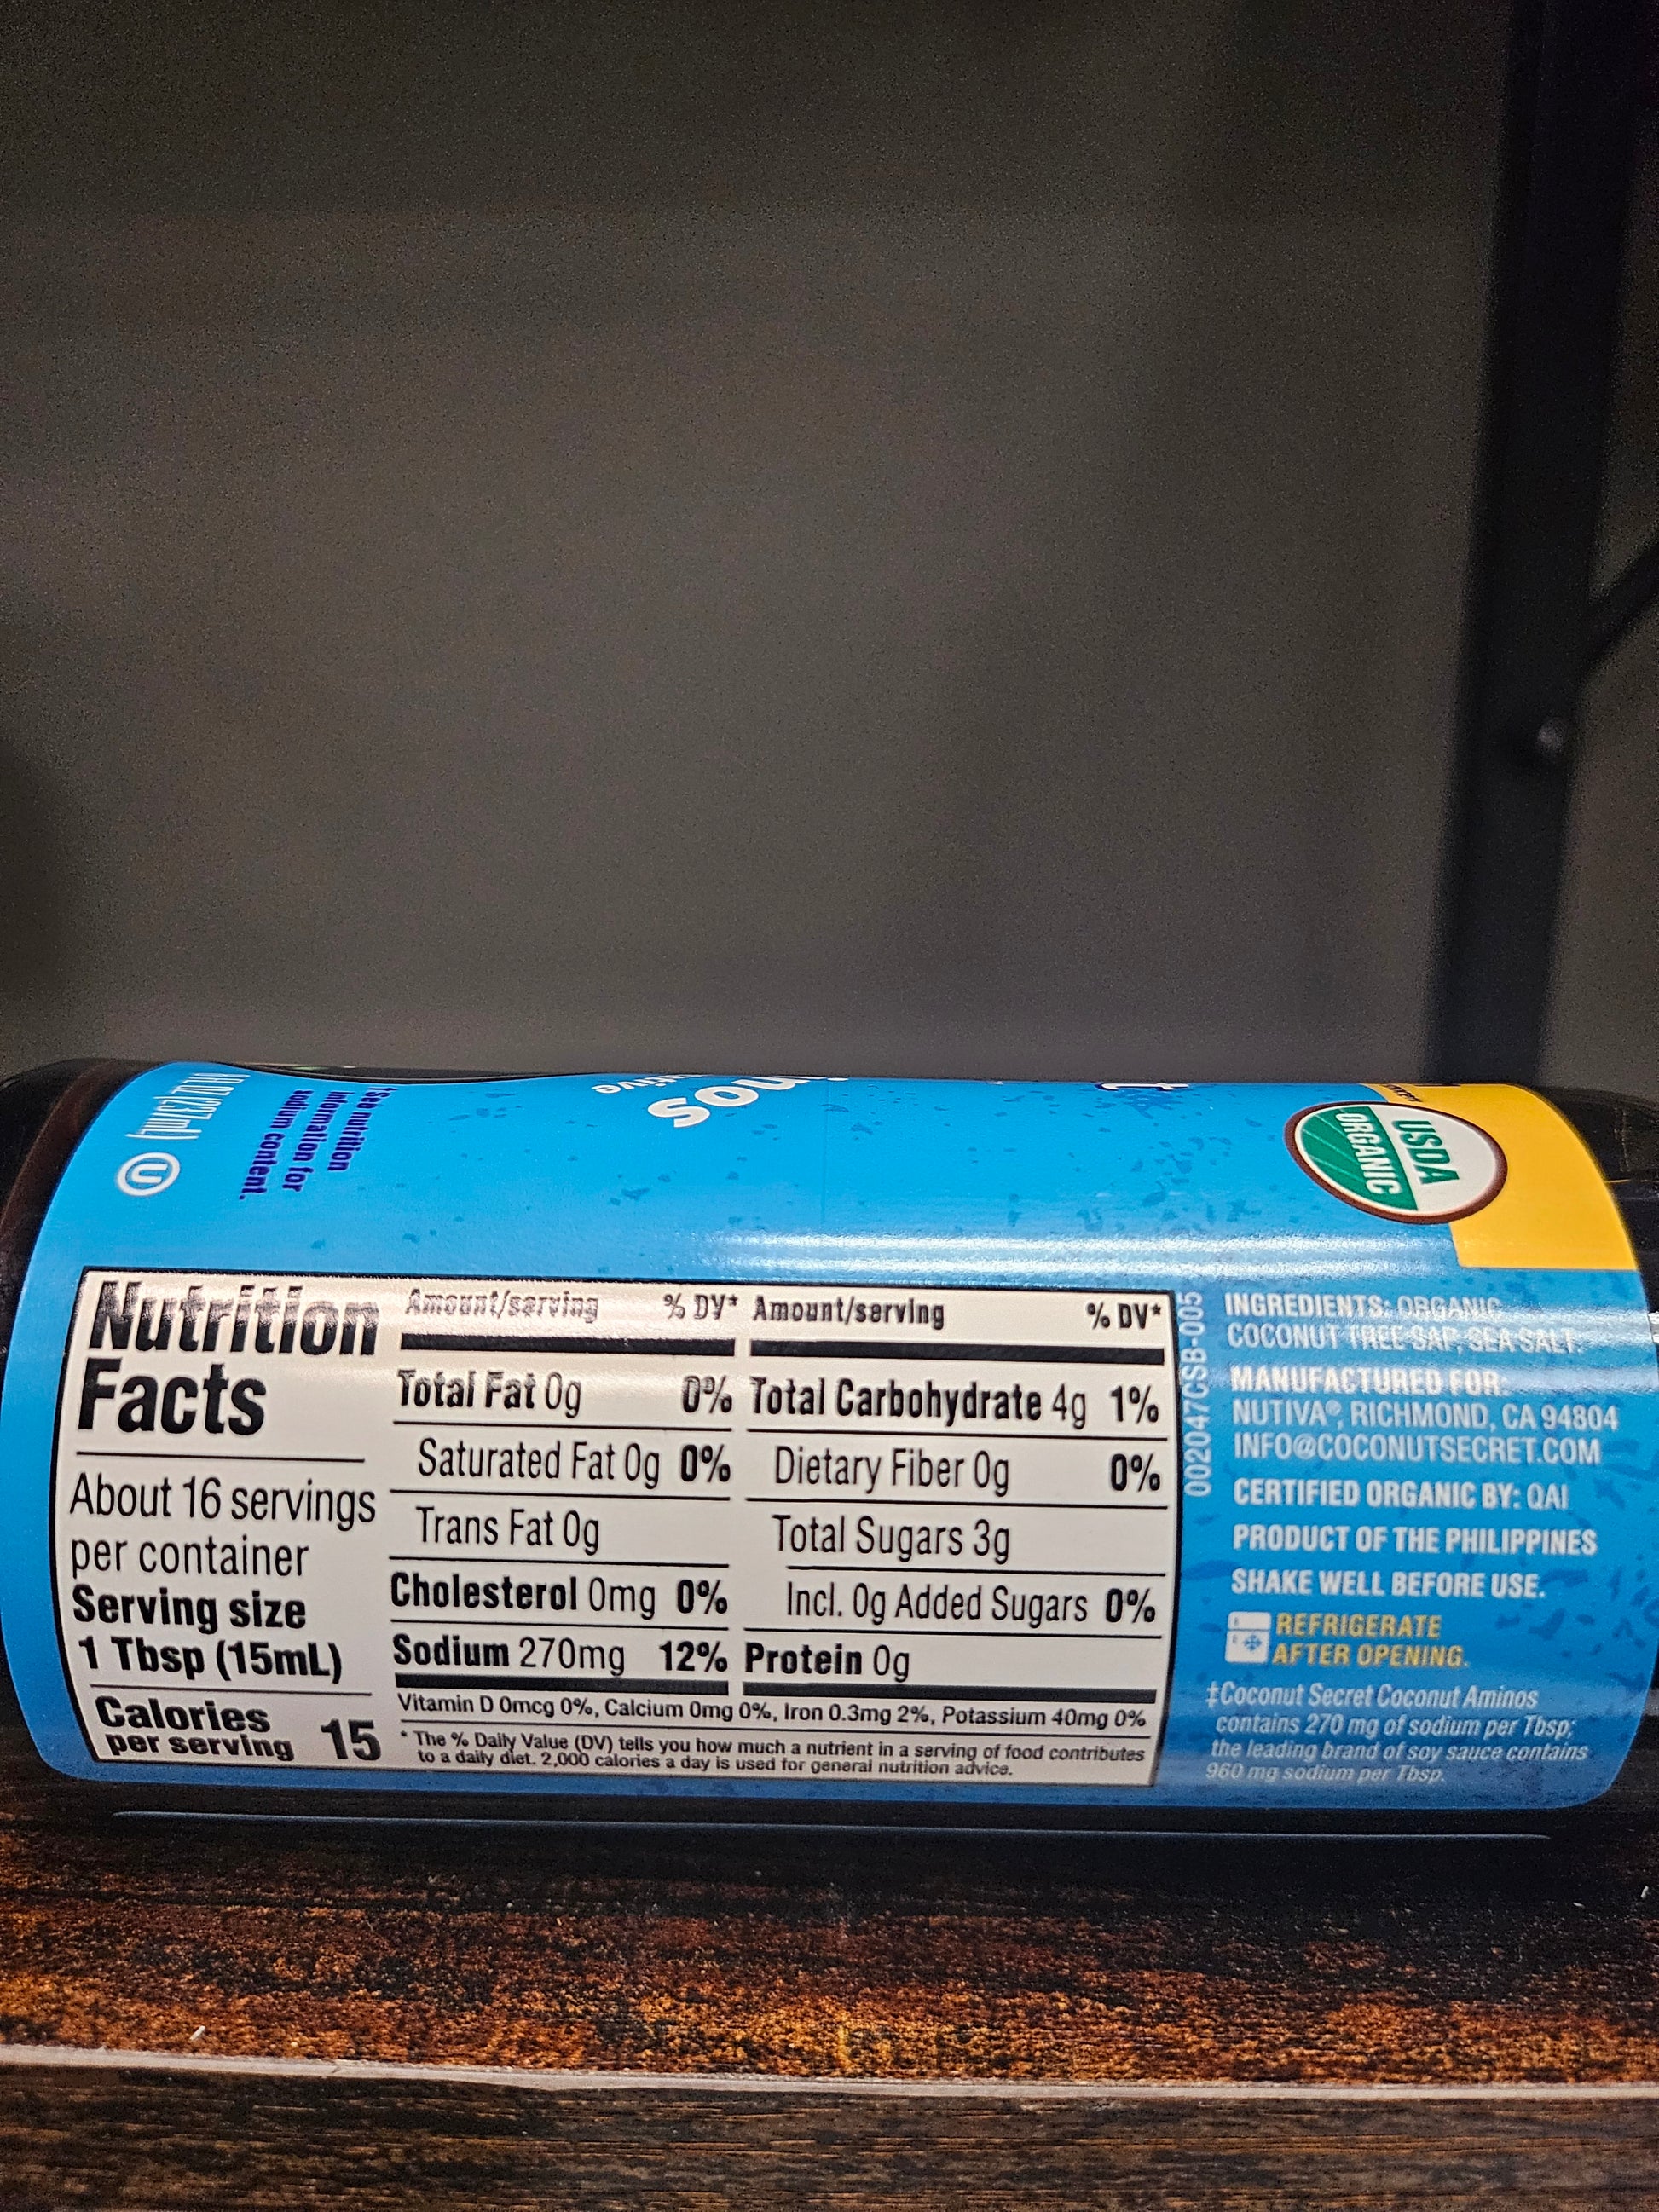 FL OZ (237mL)
U
‡See nutrition
information for
sodium content.
USDA
ORGANIC
Nutrition
Facts
About 16 servings
per container
Serving size
1 Tbsp (15mL)
Calories
per serving 15
Amount/serving % DV*
Total Fat 0g 0%
Saturated Fat 0g 0%
Trans Fat 0g
Cholesterol 0mg 0%
Sodium 270mg 12%
Amount/serving % DV*
Total Carbohydrate 4g 1%
Dietary Fiber 0g 0%
Total Sugars 3g
Incl. 0g Added Sugars 0%
Protein 0g
Vitamin D 0mcg 0%, Calcium 0mg 0%, Iron 0.3mg 2%, Potassium 40mg 0%
* The % Daily Value (DV) tells you how much a nutrient in a serving of food contributes
to a daily diet. 2,000 calories a day is used for general nutrition advice.
002047CSB-005
INGREDIENTS: ORGANIC
COCONUT TREE SAP, SEA SALT.
MANUFACTURED FOR:
NUTIVA®, RICHMOND, CA 94804
INFO@COCONUTSECRET.COM
CERTIFIED ORGANIC BY: QAI
PRODUCT OF THE PHILIPPINES
SHAKE WELL BEFORE USE.
REFRIGERATE
AFTER OPENING.
‡Coconut Secret Coconut Aminos
contains 270 mg of sodium per Tbsp;
the leading brand of soy sauce contains
960 mg sodium per Tbsp.